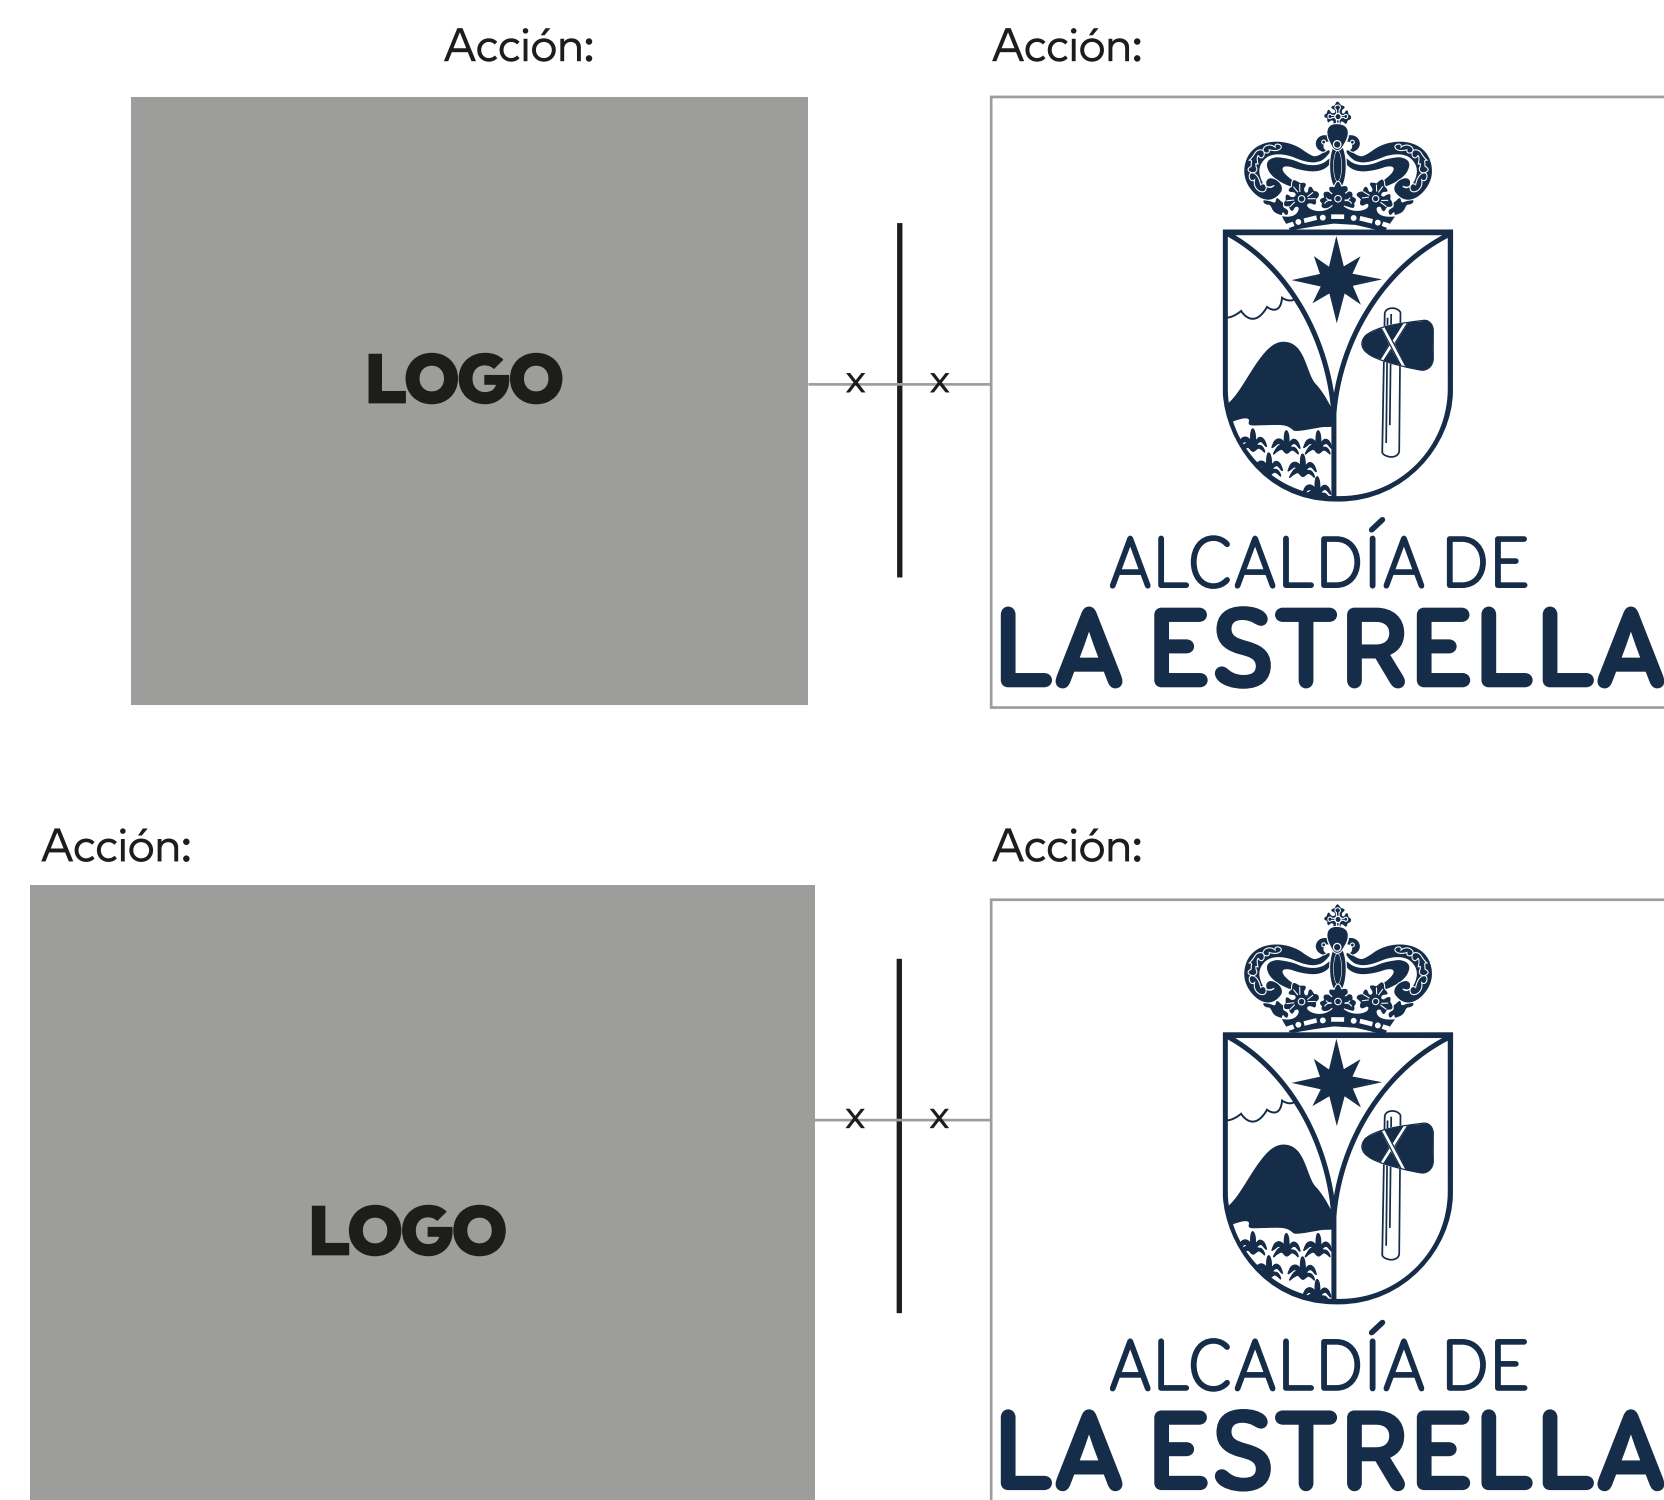 Acción:
Acción:
LOGO
x x
ALCALDÍA DE
LA ESTRELLA
Acción:
Acción:
LOGO
x x
ALCALDÍA DE
LA ESTRELLA